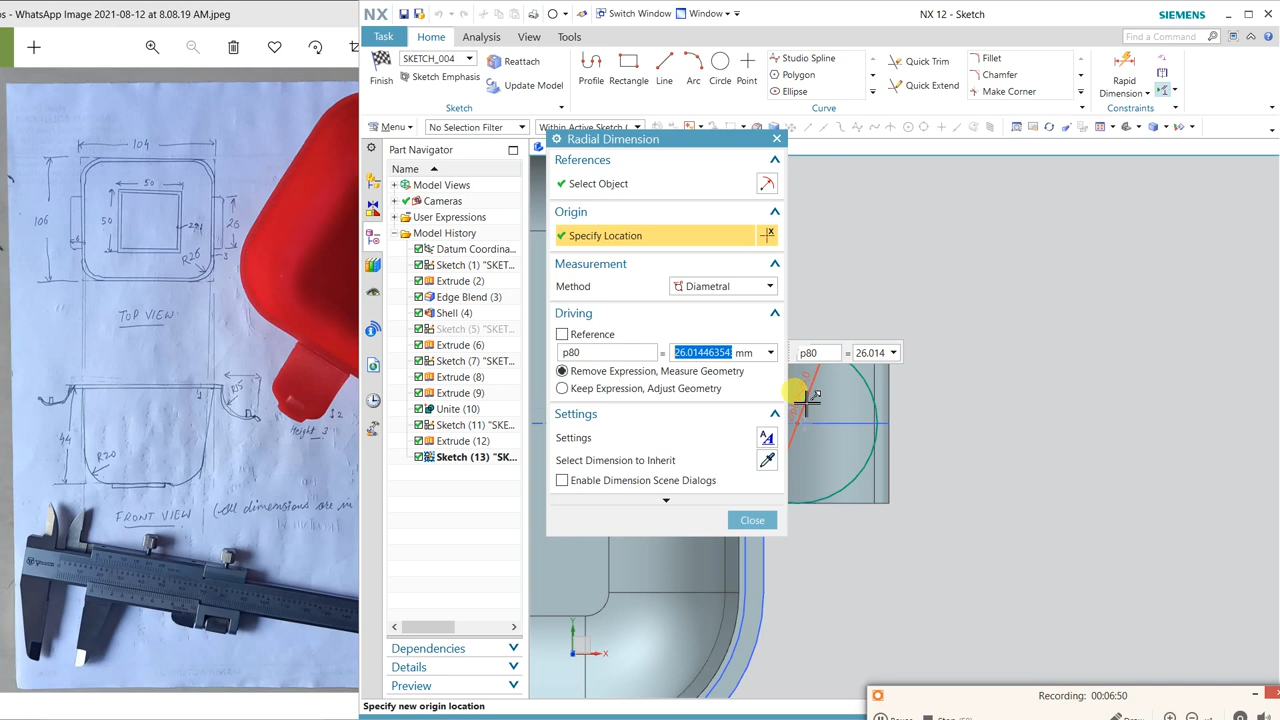 os - WhatsApp Image 2021-08-12 at 8.08.19 AM.jpeg
NX
Switch Window
Window
NX 12 - Sketch
SIEMENS
Task
Home
Analysis
View
Tools
Find a Command
Finish
SKETCH_004
Sketch Emphasis
Reattach
Update Model
Sketch
Profile
Rectangle
Line
Arc
Circle
Point
Studio Spline
Polygon
Ellipse
Quick Trim
Quick Extend
Fillet
Chamfer
Make Corner
Curve
Rapid
Dimension
Constraints
Menu
No Selection Filter
Within Active Sketch
Part Navigator
Name
Model Views
Cameras
User Expressions
Model History
Datum Coordina...
Sketch (1) "SKET...
Extrude (2)
Edge Blend (3)
Shell (4)
Sketch (5) "SKET...
Extrude (6)
Sketch (7) "SKET...
Extrude (8)
Extrude (9)
Unite (10)
Sketch (11) "SKE...
Extrude (12)
Sketch (13) "SK...
Dependencies
Details
Preview
Radial Dimension
References
Select Object
Origin
Specify Location
Measurement
Method
Diametral
Driving
Reference
p80
=
26.01446354
mm
Remove Expression, Measure Geometry
Keep Expression, Adjust Geometry
Settings
Settings
Select Dimension to Inherit
Enable Dimension Scene Dialogs
Close
p80
= 26.014
Y
X
104
50
106
50
26
R26
3
TOP VIEW
R15
44
2
Height 3
R20
FRONT VIEW
(all dimensions are in
Specify new origin location
Recording: 00:06:50